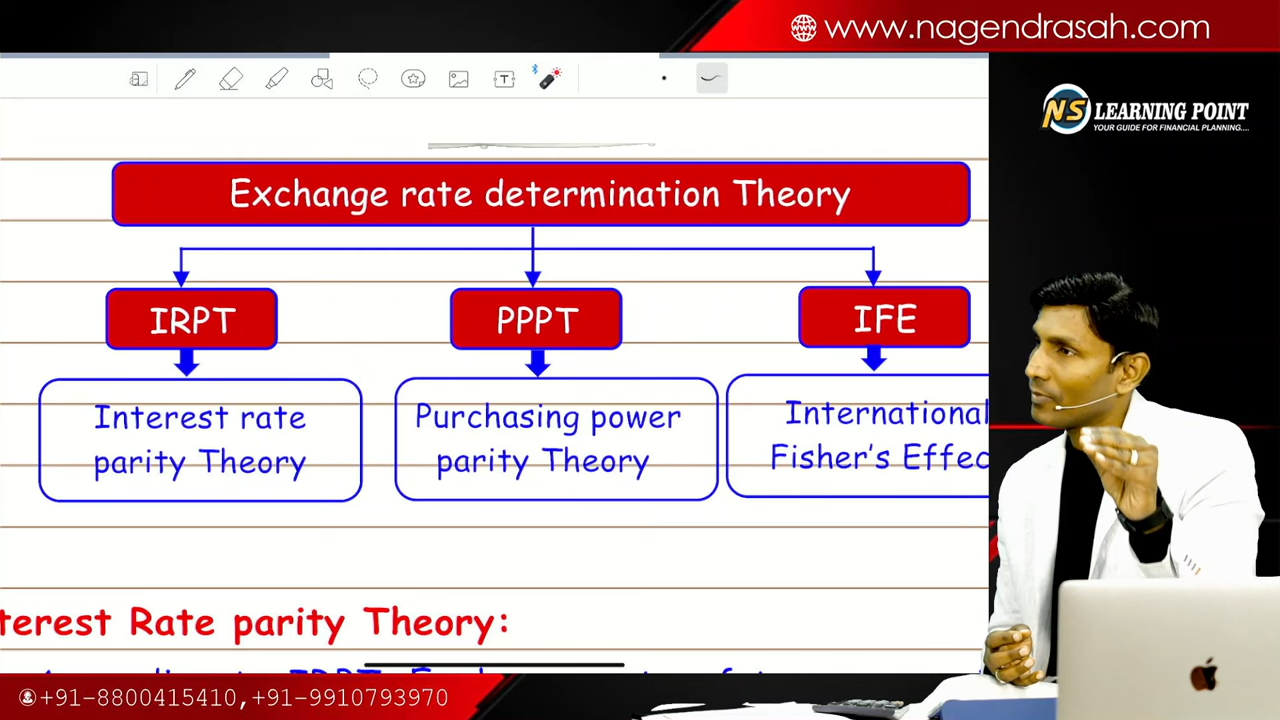 www.nagendrasah.com
NS LEARNING POINT
YOUR GUIDE FOR FINANCIAL PLANNING....
T
Exchange rate determination Theory
IRPT
PPPT
IFE
Interest rate
parity Theory
Purchasing power
parity Theory
International
Fisher's Effec
terest Rate parity Theory:
+91-8800415410,+91-9910793970